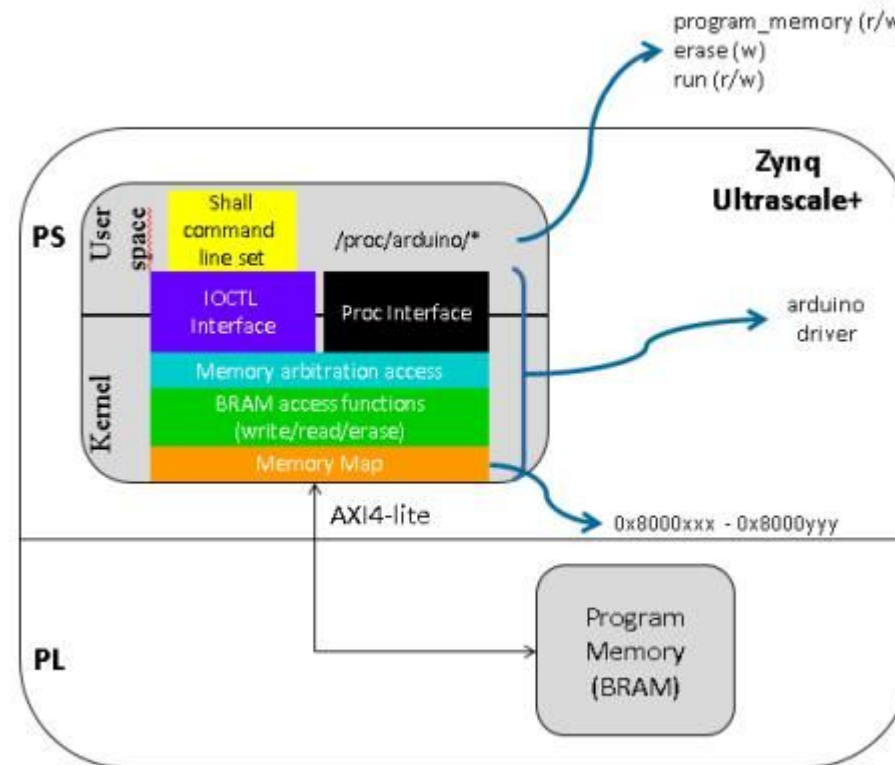 program_memory (r/w
erase (w)
run (r/w)
Zynq
Ultrascale+
PS
User
space
Shall
command
line set
/proc/arduino/*
IOCTL
Interface
Proc Interface
arduino
driver
Kernel
Memory arbitration access
BRAM access functions
(write/read/erase)
Memory Map
AXI4-lite
0x8000xxx - 0x8000yyy
Program
Memory
(BRAM)
PL